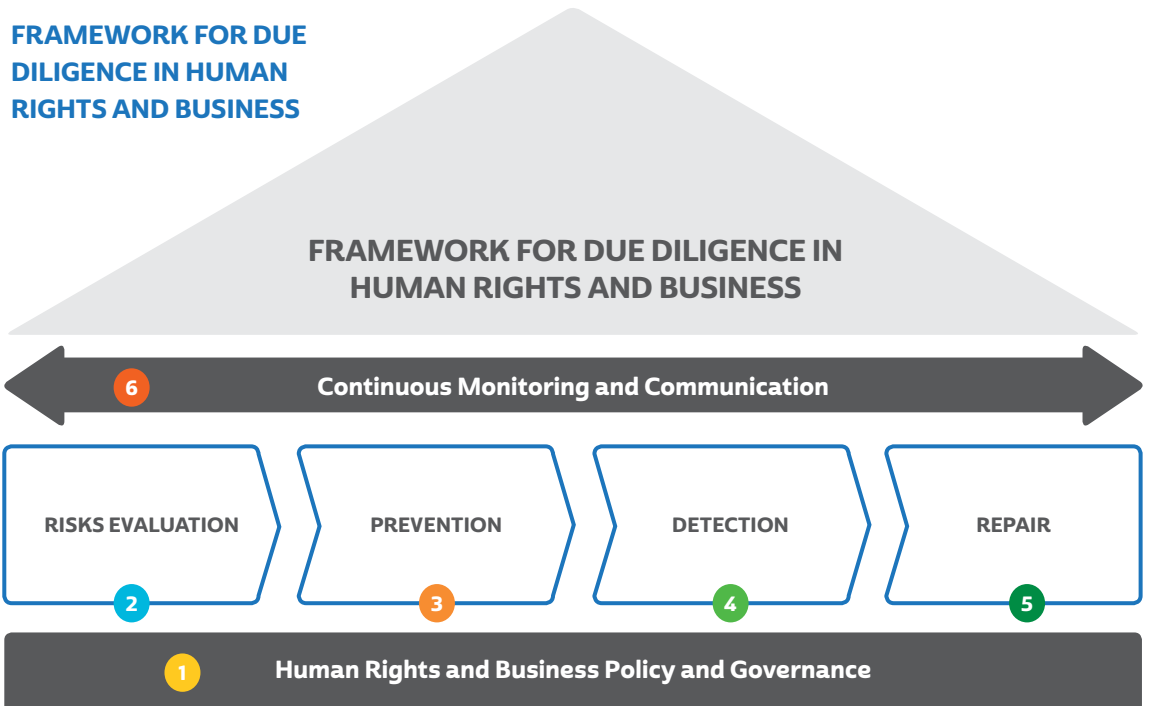 FRAMEWORK FOR DUE
DILIGENCE IN HUMAN
RIGHTS AND BUSINESS
FRAMEWORK FOR DUE DILIGENCE IN
HUMAN RIGHTS AND BUSINESS
6 Continuous Monitoring and Communication
RISKS EVALUATION
2
PREVENTION
3
DETECTION
4
REPAIR
5
1 Human Rights and Business Policy and Governance